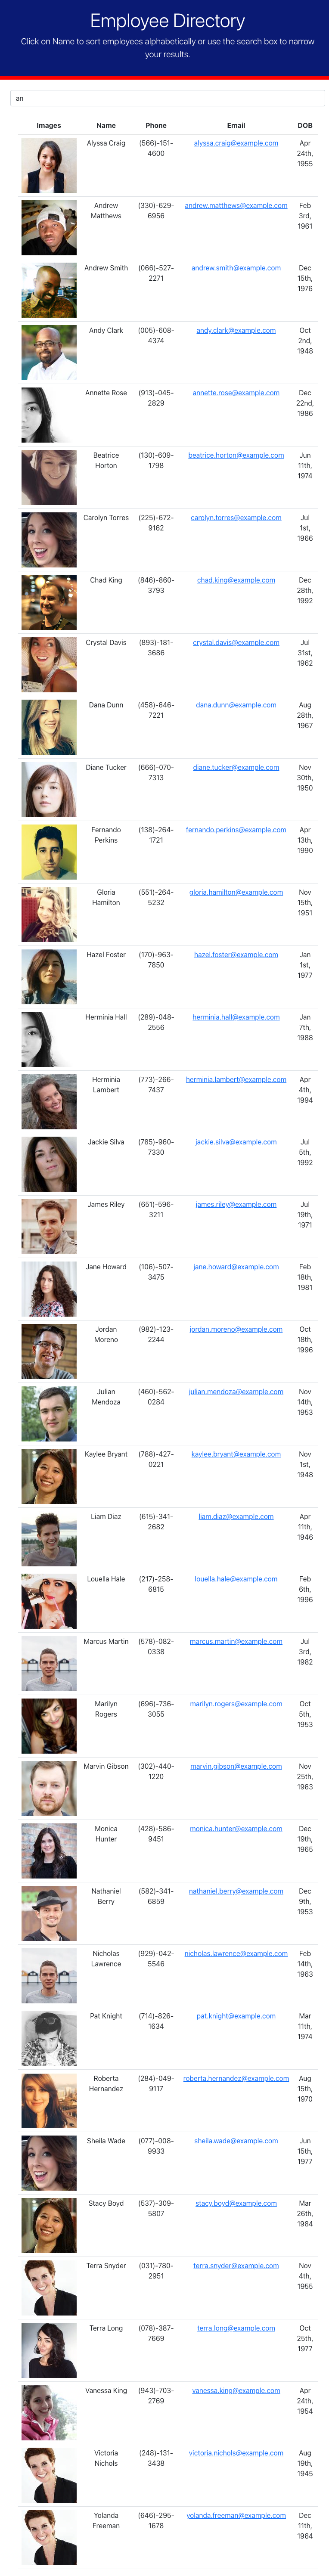 Employee Directory
Click on Name to sort employees alphabetically or use the search box to narrow
your results.
an
Images Name Phone Email DOB
Alyssa Craig (566)-151-4600 alyssa.craig@example.com Apr 24th, 1955
Andrew Matthews (330)-629-6956 andrew.matthews@example.com Feb 3rd, 1961
Andrew Smith (066)-527-2271 andrew.smith@example.com Dec 15th, 1976
Andy Clark (005)-608-4374 andy.clark@example.com Oct 2nd, 1948
Annette Rose (913)-045-2829 annette.rose@example.com Dec 22nd, 1986
Beatrice Horton (130)-609-1798 beatrice.horton@example.com Jun 11th, 1974
Carolyn Torres (225)-672-9162 carolyn.torres@example.com Jul 1st, 1966
Chad King (846)-860-3793 chad.king@example.com Dec 28th, 1992
Crystal Davis (893)-181-3686 crystal.davis@example.com Jul 31st, 1962
Dana Dunn (458)-646-7221 dana.dunn@example.com Aug 28th, 1967
Diane Tucker (666)-070-7313 diane.tucker@example.com Nov 30th, 1950
Fernando Perkins (138)-264-1721 fernando.perkins@example.com Apr 13th, 1990
Gloria Hamilton (551)-264-5232 gloria.hamilton@example.com Nov 15th, 1951
Hazel Foster (170)-963-7850 hazel.foster@example.com Jan 1st, 1977
Herminia Hall (289)-048-2556 herminia.hall@example.com Jan 7th, 1988
Herminia Lambert (773)-266-7437 herminia.lambert@example.com Apr 4th, 1994
Jackie Silva (785)-960-7330 jackie.silva@example.com Jul 5th, 1992
James Riley (651)-596-3211 james.riley@example.com Jul 19th, 1971
Jane Howard (106)-507-3475 jane.howard@example.com Feb 18th, 1981
Jordan Moreno (982)-123-2244 jordan.moreno@example.com Oct 18th, 1996
Julian Mendoza (460)-562-0284 julian.mendoza@example.com Nov 14th, 1953
Kaylee Bryant (788)-427-0221 kaylee.bryant@example.com Nov 1st, 1948
Liam Diaz (615)-341-2682 liam.diaz@example.com Apr 11th, 1946
Louella Hale (217)-258-6815 louella.hale@example.com Feb 6th, 1996
Marcus Martin (578)-082-0338 marcus.martin@example.com Jul 3rd, 1982
Marilyn Rogers (696)-736-3055 marilyn.rogers@example.com Oct 5th, 1953
Marvin Gibson (302)-440-1220 marvin.gibson@example.com Nov 25th, 1963
Monica Hunter (428)-586-9451 monica.hunter@example.com Dec 19th, 1965
Nathaniel Berry (582)-341-6859 nathaniel.berry@example.com Dec 9th, 1953
Nicholas Lawrence (929)-042-5546 nicholas.lawrence@example.com Feb 14th, 1963
Pat Knight (714)-826-1634 pat.knight@example.com Mar 11th, 1974
Roberta Hernandez (284)-049-9117 roberta.hernandez@example.com Aug 15th, 1970
Sheila Wade (077)-008-9933 sheila.wade@example.com Jun 15th, 1977
Stacy Boyd (537)-309-5807 stacy.boyd@example.com Mar 26th, 1984
Terra Snyder (031)-780-2951 terra.snyder@example.com Nov 4th, 1955
Terra Long (078)-387-7669 terra.long@example.com Oct 25th, 1977
Vanessa King (943)-703-2769 vanessa.king@example.com Apr 24th, 1954
Victoria Nichols (248)-131-3438 victoria.nichols@example.com Aug 19th, 1945
Yolanda Freeman (646)-295-1678 yolanda.freeman@example.com Dec 11th, 1964